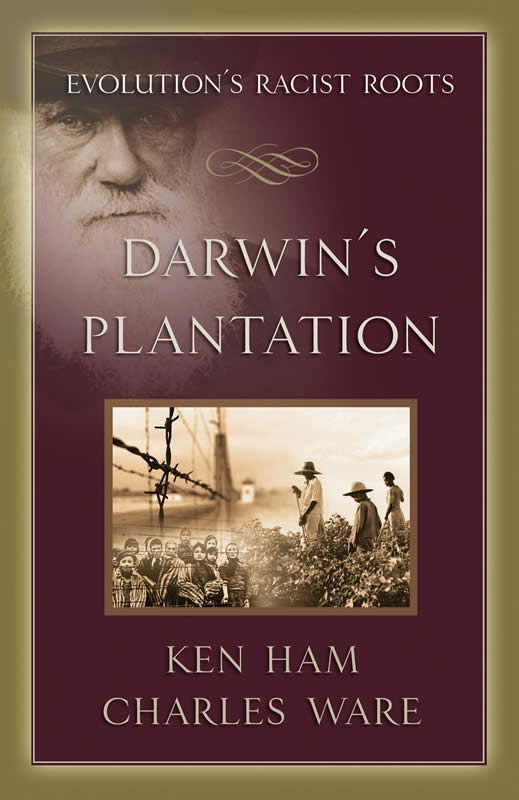 EVOLUTION´S RACIST ROOTS
DARWIN´S
PLANTATION
KEN HAM
CHARLES WARE